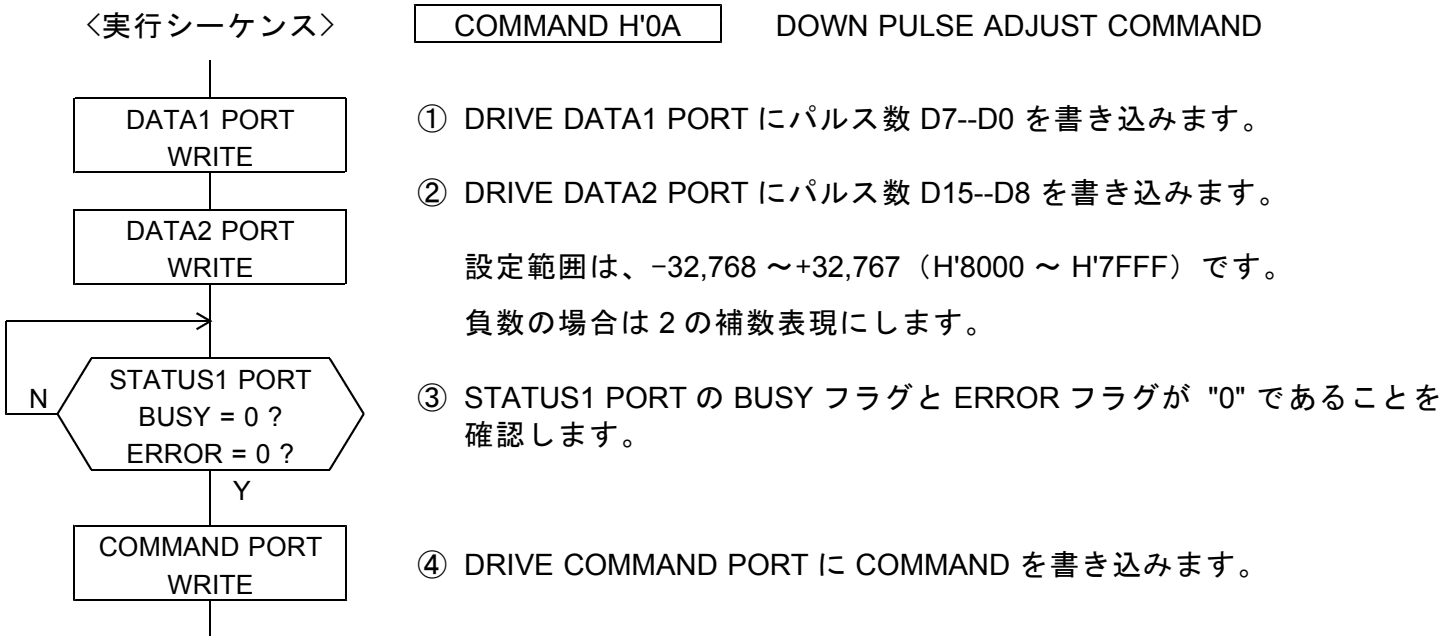 〈実行シーケンス〉 COMMAND H'0A DOWN PULSE ADJUST COMMAND
DATA1 PORT
WRITE
① DRIVE DATA1 PORT にパルス数 D7--D0 を書き込みます。
DATA2 PORT
WRITE
② DRIVE DATA2 PORT にパルス数 D15--D8 を書き込みます。
設定範囲は、−32,768 ～+32,767（H'8000 ～ H'7FFF）です。
負数の場合は 2 の補数表現にします。
N
STATUS1 PORT
BUSY = 0 ?
ERROR = 0 ?
Y
③ STATUS1 PORT の BUSY フラグと ERROR フラグが "0" であることを
確認します。
COMMAND PORT
WRITE
④ DRIVE COMMAND PORT に COMMAND を書き込みます。